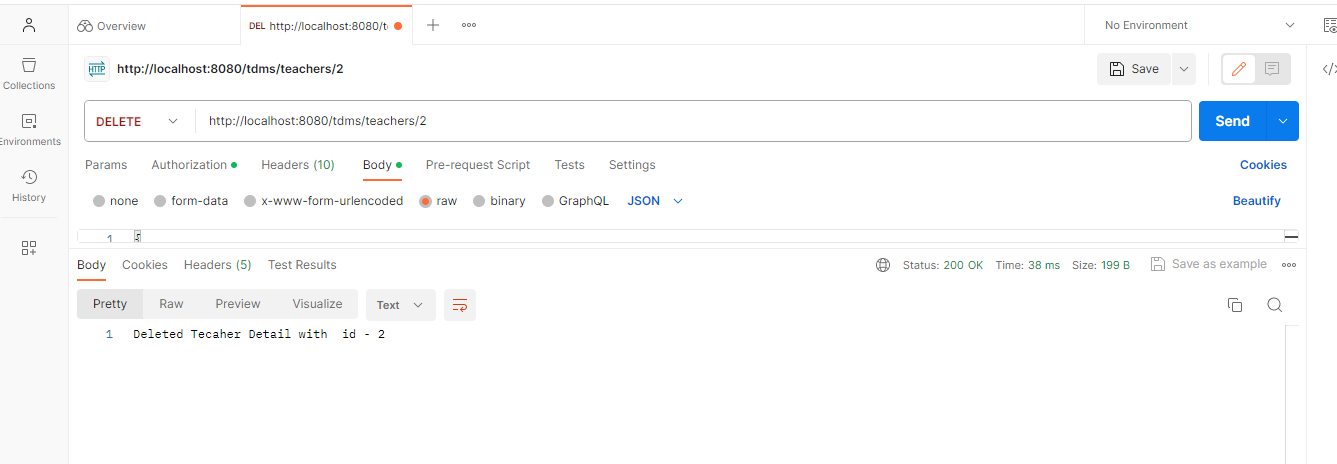 Overview
DEL http://localhost:8080/t
No Environment
Collections
Environments
History
HTTP http://localhost:8080/tdms/teachers/2
Save
DELETE http://localhost:8080/tdms/teachers/2
Send
Params Authorization Headers (10) Body Pre-request Script Tests Settings Cookies
none form-data x-www-form-urlencoded raw binary GraphQL JSON Beautify
1 {
Body Cookies Headers (5) Test Results Status: 200 OK Time: 38 ms Size: 199 B Save as example
Pretty Raw Preview Visualize Text
1 Deleted Tecaher Detail with  id - 2